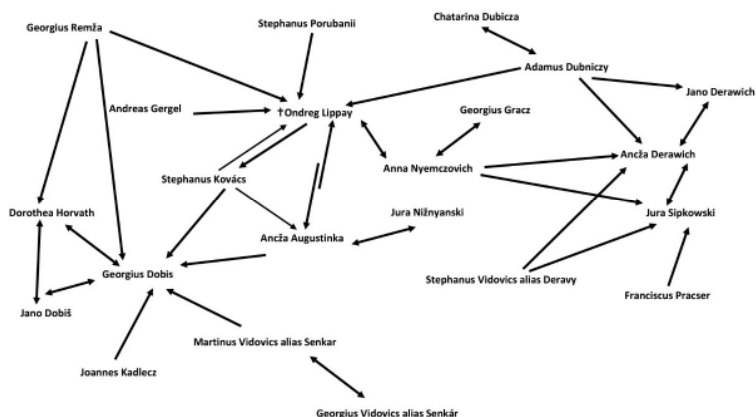 Chatarina Dubicza
Stephanus Porubanii
Georgius Remža
Adamus Dubniczy
Jano Derawich
Andreas Gergel
†Ondreg Lippay
Georgius Gracz
Ancža Derawich
Anna Nyemczovich
Stephanus Kovács
Dorothea Horvath
Jura Nižnyanski
Jura Sipkowski
Ancža Augustinka
Georgius Dobis
Stephanus Vidovics alias Deravy
Franciscus Pracser
Jano Dobiš
Martinus Vidovics alias Senkar
Joannes Kadlecz
Georgius Vidovics alias Senkár